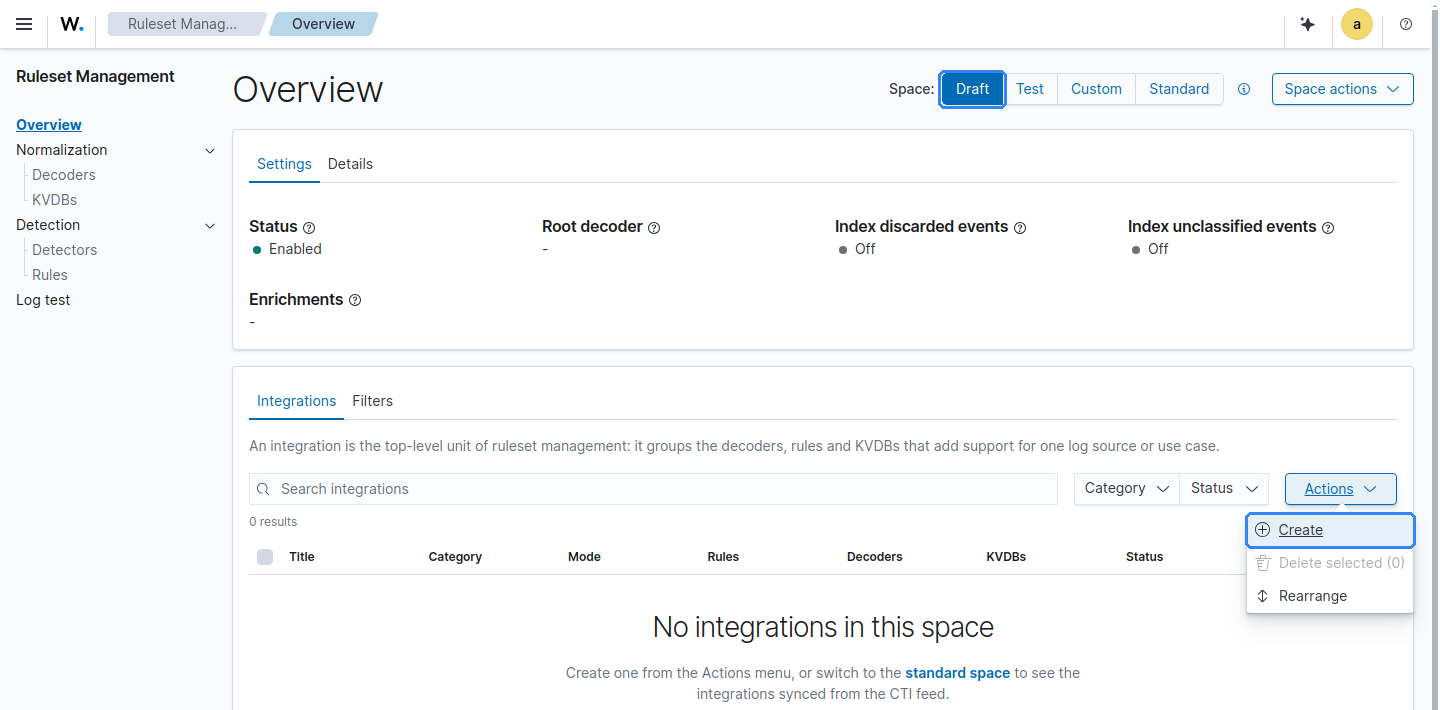 W. Ruleset Manag... Overview a
Ruleset Management
Overview
Normalization
Decoders
KVDBs
Detection
Detectors
Rules
Log test
Overview
Space: Draft Test Custom Standard Space actions
Settings Details
Status Root decoder Index discarded events Index unclassified events
Enabled - Off Off
Enrichments
-
Integrations Filters
An integration is the top-level unit of ruleset management: it groups the decoders, rules and KVDBs that add support for one log source or use case.
Search integrations Category Status Actions
0 results
Create
Delete selected (0)
Rearrange
Title Category Mode Rules Decoders KVDBs Status
No integrations in this space
Create one from the Actions menu, or switch to the standard space to see the
integrations synced from the CTI feed.